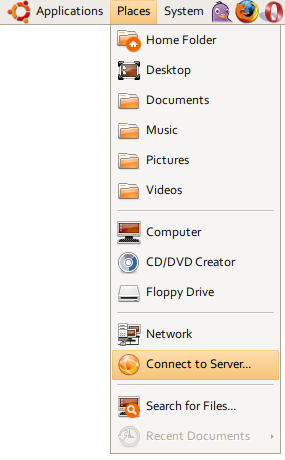 Applications Places System
Home Folder
Desktop
Documents
Music
Pictures
Videos
Computer
CD/DVD Creator
Floppy Drive
Network
Connect to Server...
Search for Files...
Recent Documents